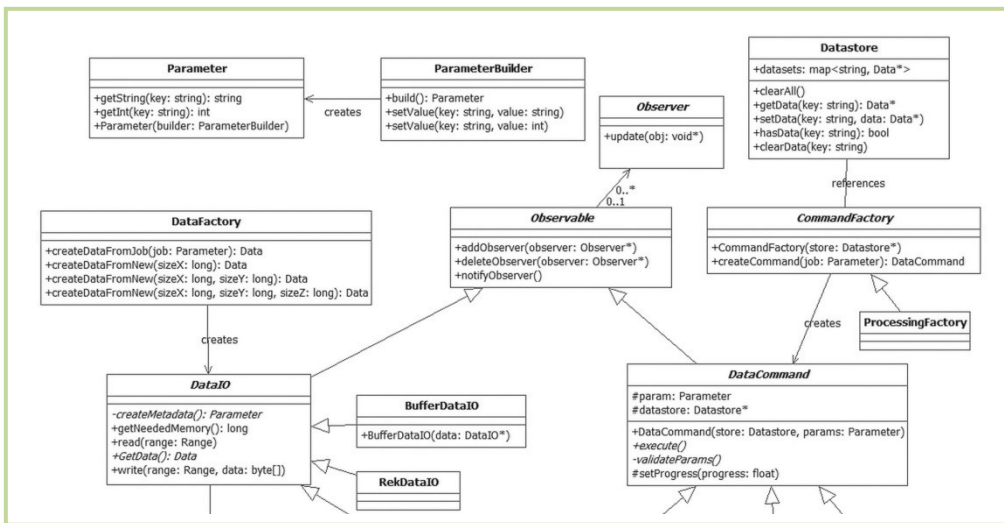 Parameter
+getString(key: string): string
+getInt(key: string): int
+Parameter(builder: ParameterBuilder)
creates
ParameterBuilder
+build(): Parameter
+setValue(key: string, value: string)
+setValue(key: string, value: int)
Observer
+update(obj: void*)
Datastore
+datasets: map<string, Data*>
+clearAll()
+getData(key: string): Data*
+setData(key: string, data: Data*)
+hasData(key: string): bool
+clearData(key: string)
0..*
0..1
references
DataFactory
+createDataFromJob(job: Parameter): Data
+createDataFromNew(sizeX: long): Data
+createDataFromNew(sizeX: long, sizeY: long): Data
+createDataFromNew(sizeX: long, sizeY: long, sizeZ: long): Data
Observable
+addObserver(observer: Observer*)
+deleteObserver(observer: Observer*)
+notifyObserver()
CommandFactory
+CommandFactory(store: Datastore*)
+createCommand(job: Parameter): DataCommand
creates
creates
ProcessingFactory
DataIO
-createMetadata(): Parameter
+getNeededMemory(): long
+read(range: Range)
+GetData(): Data
+write(range: Range, data: byte[])
BufferDataIO
+BufferDataIO(data: DataIO*)
RekDataIO
DataCommand
#param: Parameter
#datastore: Datastore*
+DataCommand(store: Datastore, params: Parameter)
+execute()
-validateParams()
#setProgress(progress: float)